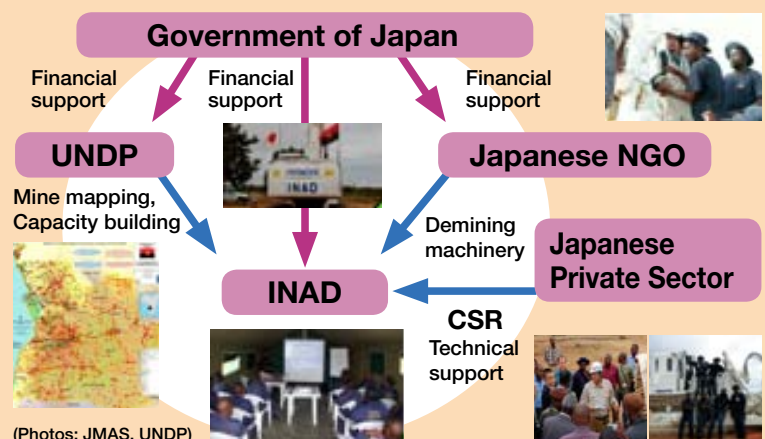 Government of Japan
Financial
support
Financial
support
Financial
support
UNDP
Japanese NGO
INAD
Mine mapping,
Capacity building
Demining
machinery
Japanese
Private Sector
INAD
CSR
Technical
support
(Photos: JMAS, UNDP)